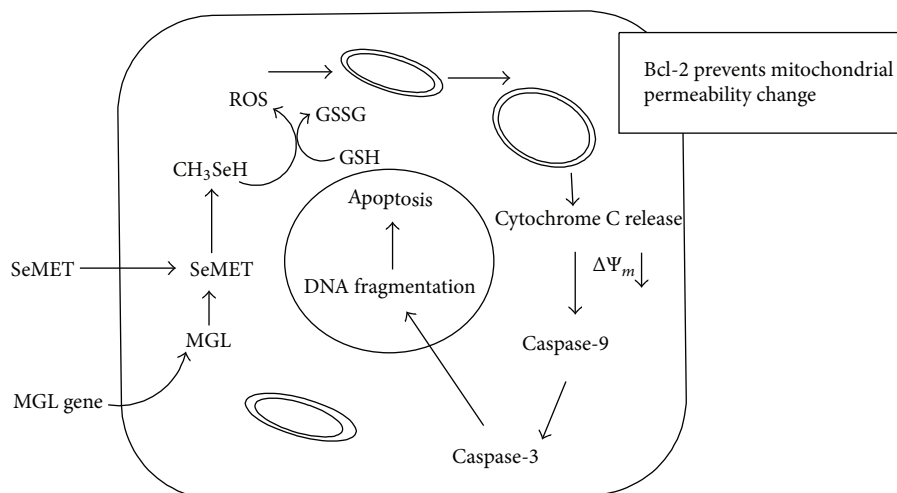 Bcl-2 prevents mitochondrial
permeability change
ROS
GSSG
GSH
CH₃SeH
Apoptosis
Cytochrome C release
SeMET
SeMET
ΔΨₘ
DNA fragmentation
MGL
Caspase-9
MGL gene
Caspase-3